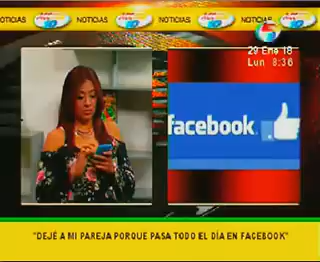 NOTICIAS NOTICIAS NOTICIAS NOTICIAS
29 Ene 18
Lun 8:36
facebook
"DEJÉ A MI PAREJA PORQUE PASA TODO EL DÍA EN FACEBOOK"